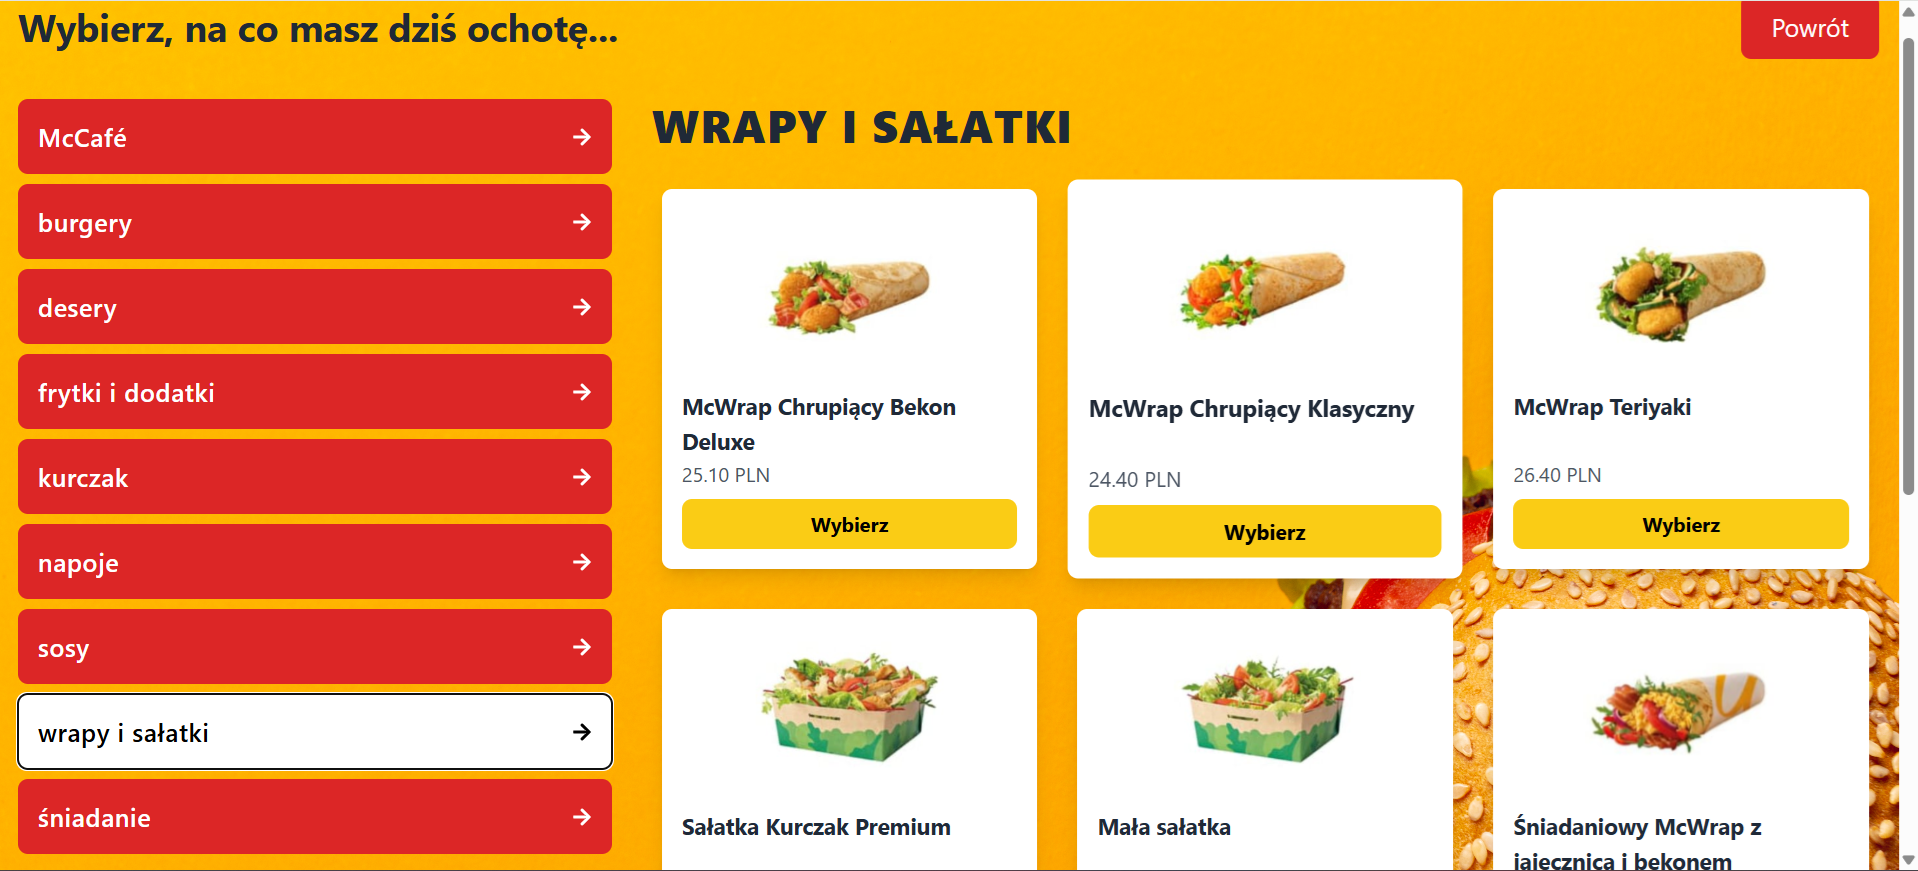 Wybierz, na co masz dziś ochotę...
Powrót
McCafé
burgery
desery
frytki i dodatki
kurczak
napoje
sosy
wrapy i sałatki
śniadanie
WRAPY I SAŁATKI
McWrap Chrupiący Bekon
Deluxe
25.10 PLN
Wybierz
McWrap Chrupiący Klasyczny
24.40 PLN
Wybierz
McWrap Teriyaki
26.40 PLN
Wybierz
Sałatka Kurczak Premium
Mała sałatka
Śniadaniowy McWrap z
jajecznicą i bekonem